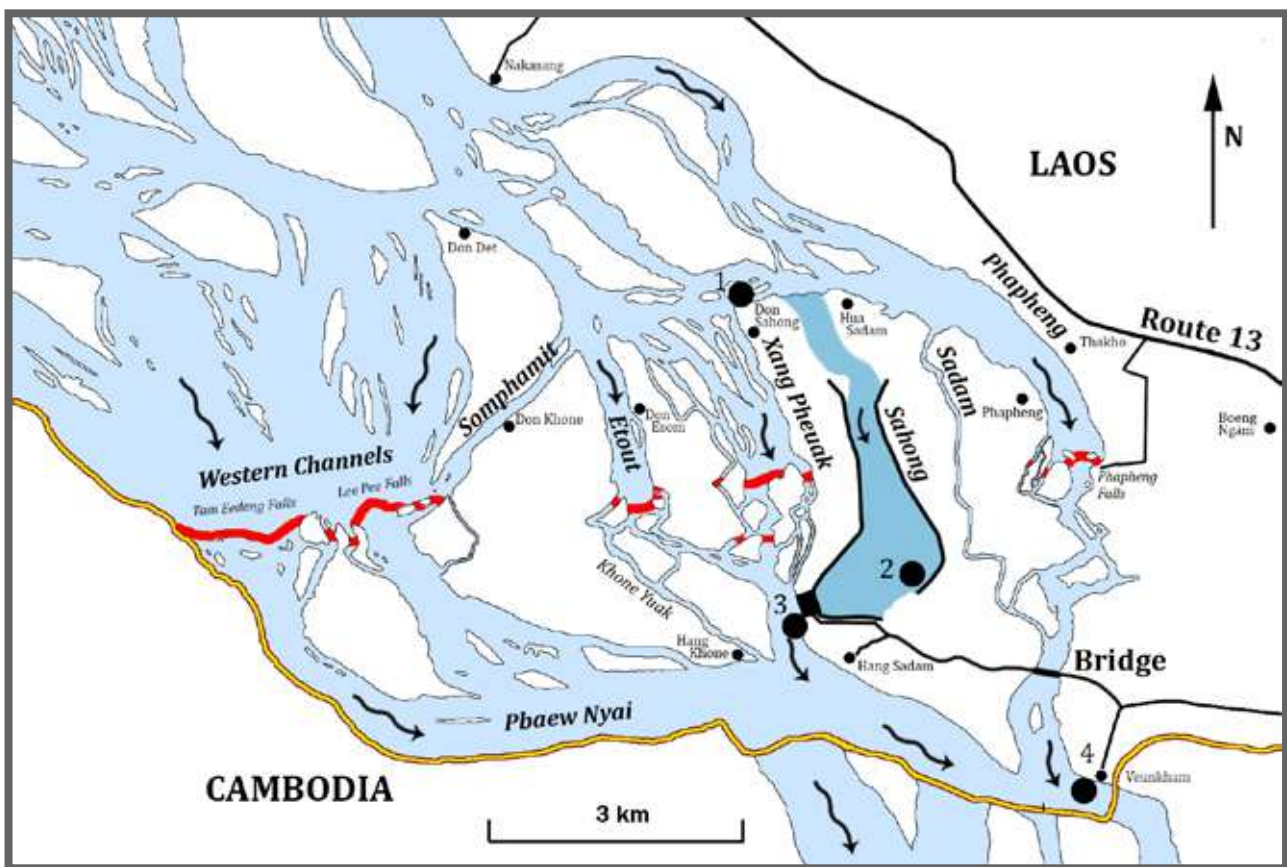 Nakasang
N
LAOS
Don Det
1
Don
Sahong
Hua
Sadam
Phapheng
Route 13
Thakho
Xang Pheuak
Sadam
Somphamit
Etout
Don
Esom
Don Khone
Sahong
Phapheng
Boeng
Ngam
Western Channels
Tam Eedeng Falls
Lee Pee Falls
Phapheng
Falls
2
Khone Yuak
3
Hang
Khone
Hang Sadam
Bridge
Pbaew Nyai
4
Veunkham
CAMBODIA
3 km